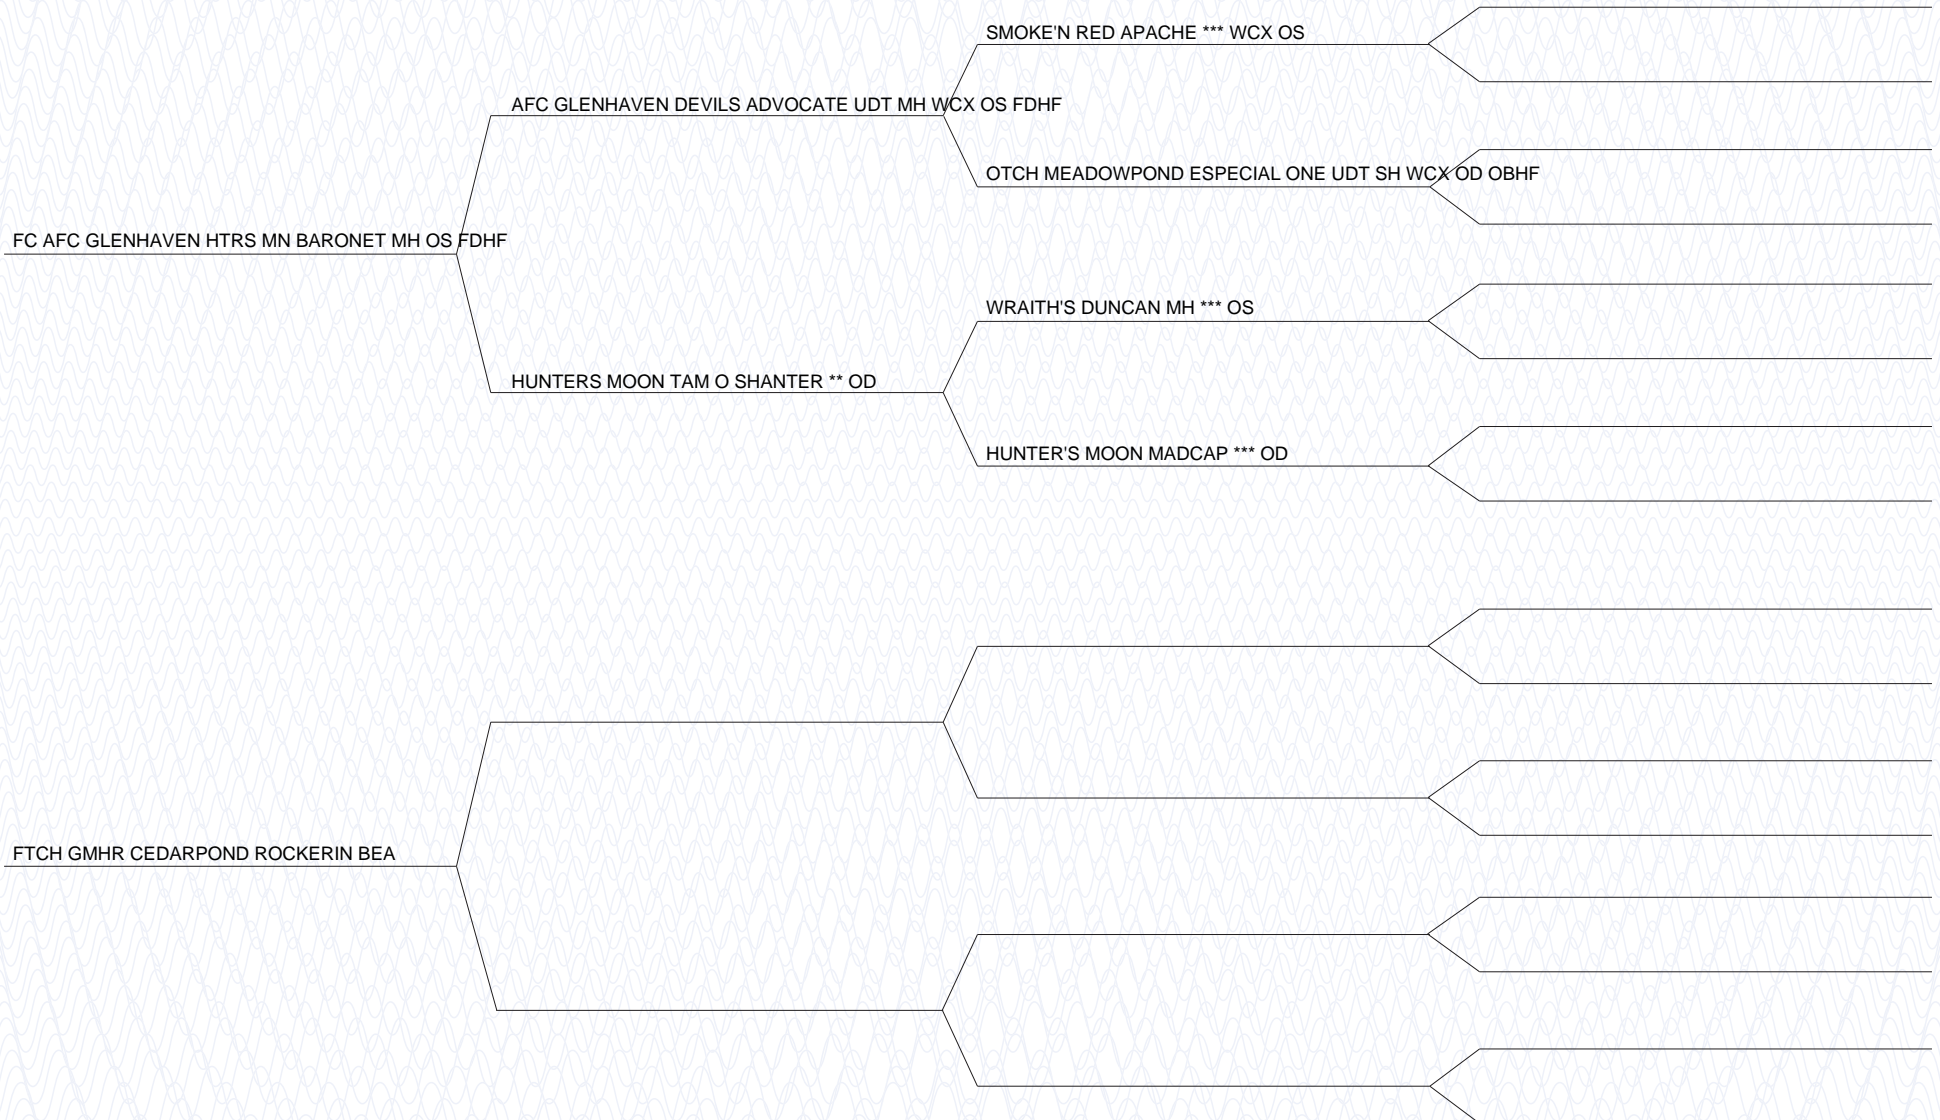 SMOKE'N RED APACHE *** WCX OS
AFC GLENHAVEN DEVILS ADVOCATE UDT MH WCX OS FDHF
OTCH MEADOWPOND ESPECIAL ONE UDT SH WCX OD OBHF
FC AFC GLENHAVEN HTRS MN BARONET MH OS FDHF
WRAITH'S DUNCAN MH *** OS
HUNTERS MOON TAM O SHANTER ** OD
HUNTER'S MOON MADCAP *** OD
FTCH GMHR CEDARPOND ROCKERIN BEA